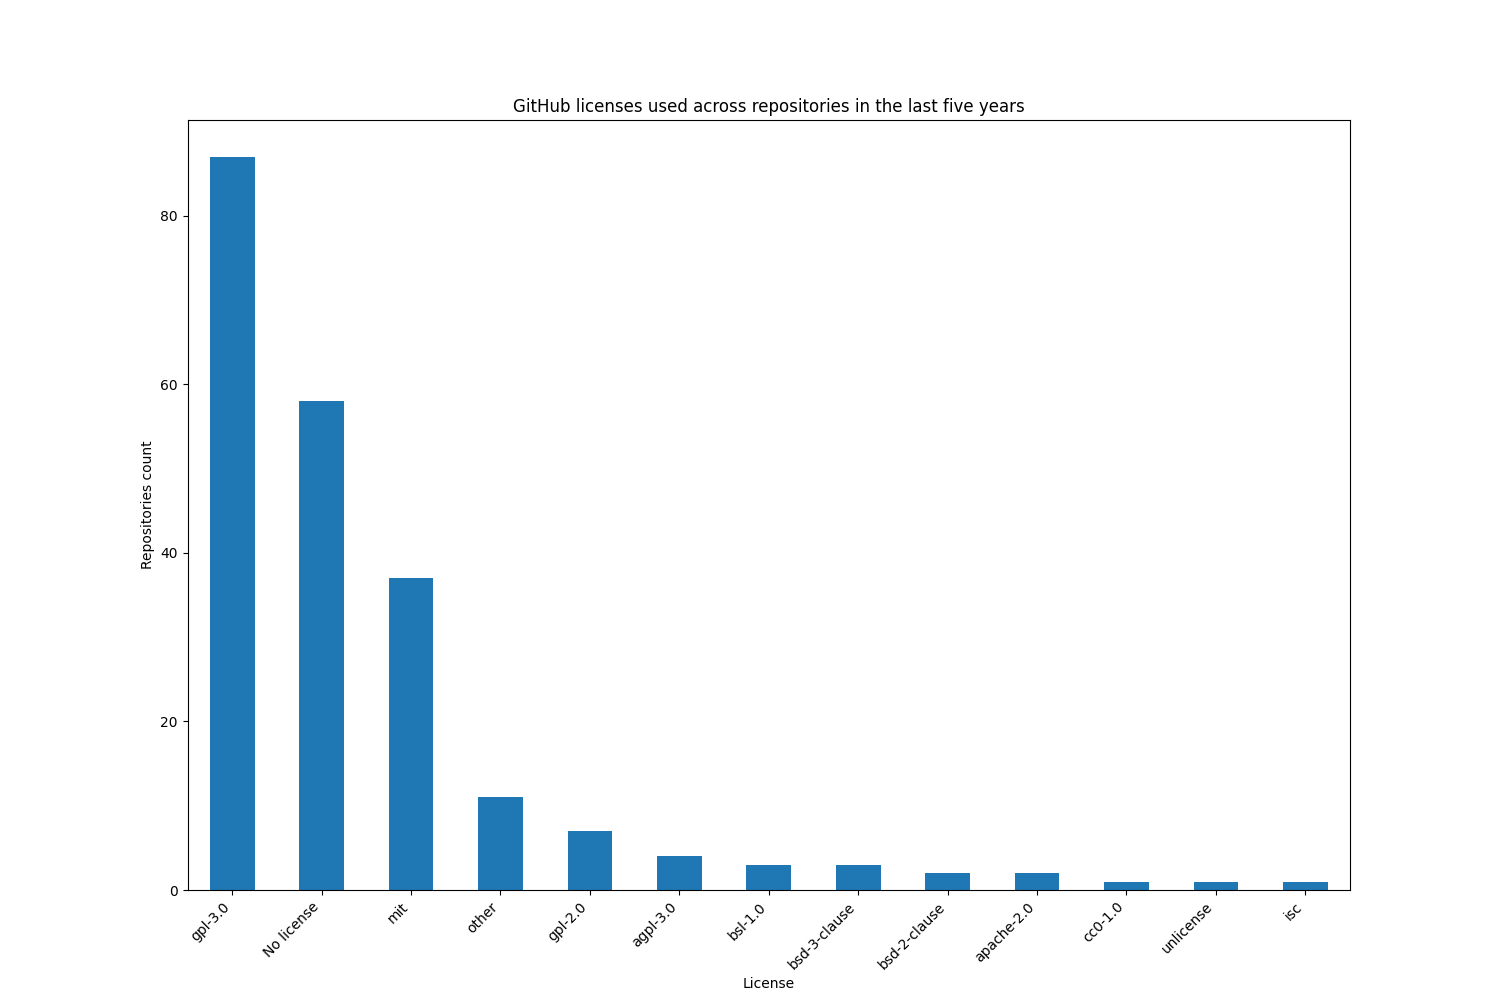 GitHub licenses used across repositories in the last five years
Repositories count
80
60
40
20
0
gpl-3.0
No license
mit
other
gpl-2.0
agpl-3.0
bsl-1.0
bsd-3-clause
bsd-2-clause
apache-2.0
cc0-1.0
unlicense
isc
License